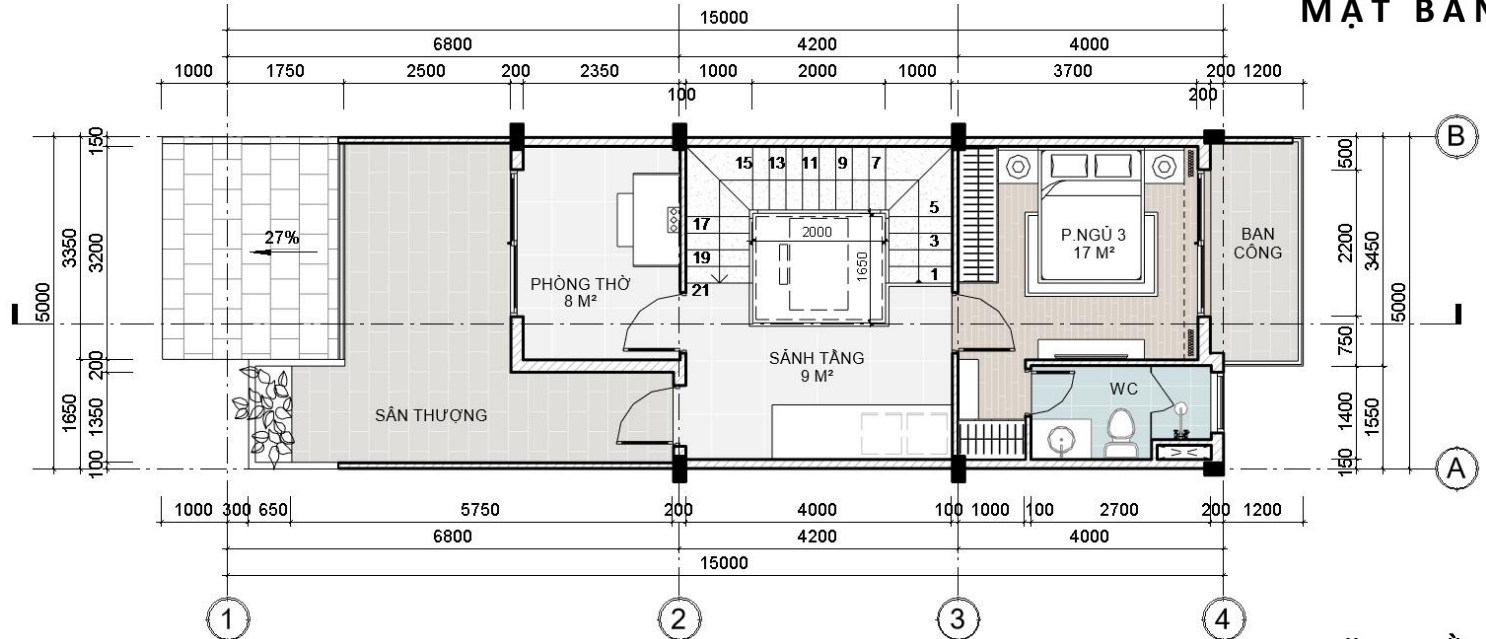 MẶT BẰN
15000
6800 4200 4000
1000 1750 2500 200 2350 1000 2000 1000 3700 200 1200
100 200
B
150 500
15 13 11 9 7
5
17 2000 3
19 1650 1
21
27%
P.NGỦ 3
17 M²
BAN
CÔNG
PHÒNG THỜ
8 M²
3350 3200 2200 3450
5000 5000
200 750
SẢNH TẦNG
9 M²
WC
SÂN THƯỢNG
1650 1350 1400 1550
100 150
A
1000 300 650 5750 200 4000 100 1000 100 2700 200 1200
6800 4200 4000
15000
1 2 3 4